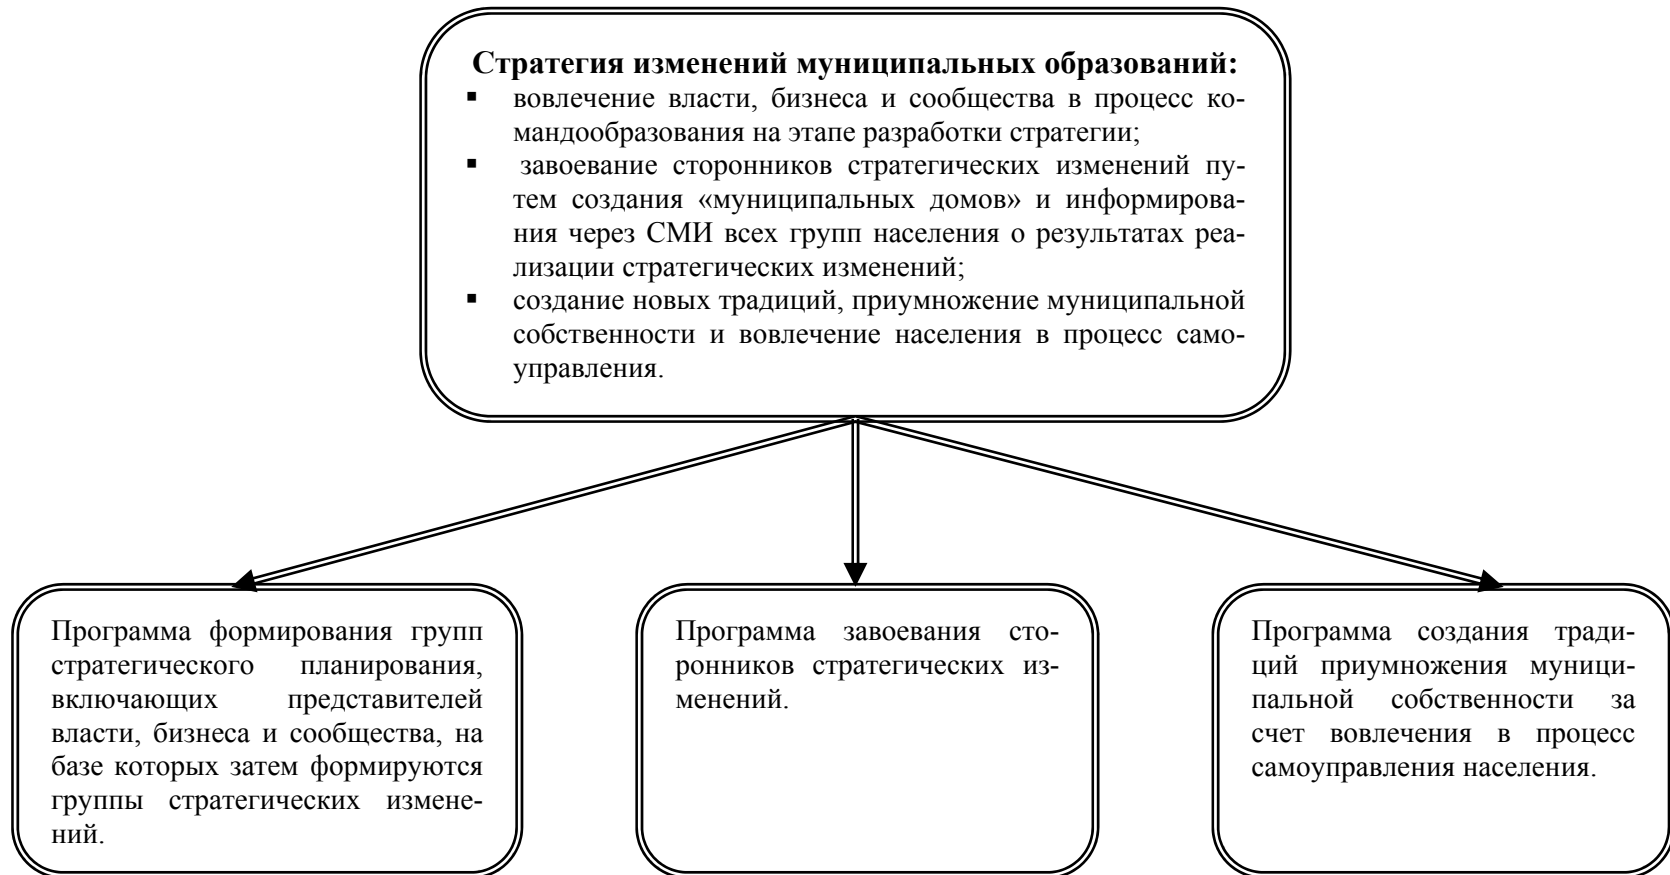 Стратегия изменений муниципальных образований:
▪ вовлечение власти, бизнеса и сообщества в процесс ко-
мандообразования на этапе разработки стратегии;
▪ завоевание сторонников стратегических изменений пу-
тем создания «муниципальных домов» и информирова-
ния через СМИ всех групп населения о результатах реа-
лизации стратегических изменений;
▪ создание новых традиций, приумножение муниципальной
собственности и вовлечение населения в процесс само-
управления.
Программа формирования групп
стратегического планирования,
включающих представителей
власти, бизнеса и сообщества, на
базе которых затем формируются
группы стратегических измене-
ний.
Программа завоевания сто-
ронников стратегических из-
менений.
Программа создания тради-
ций приумножения муници-
пальной собственности за
счет вовлечения в процесс
самоуправления населения.